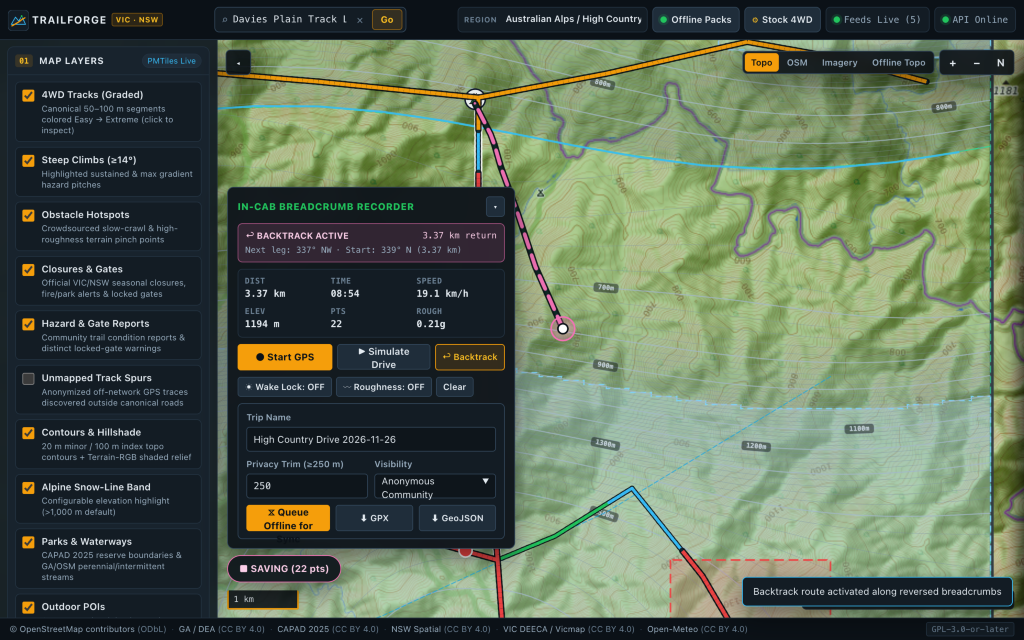 TRAILFORGE
VIC · NSW
Davies Plain Track L
×
Go
REGION
Australian Alps / High Country
Offline Packs
Stock 4WD
Feeds Live (5)
API Online
01 MAP LAYERS
PMTiles Live
4WD Tracks (Graded)
Canonical 50–100 m segments
colored Easy → Extreme (click to
inspect)
Steep Climbs (≥14°)
Highlighted sustained & max gradient
hazard pitches
Obstacle Hotspots
Crowdsourced slow-crawl & high-
roughness terrain pinch points
Closures & Gates
Official VIC/NSW seasonal closures,
fire/park alerts & locked gates
Hazard & Gate Reports
Community trail condition reports &
distinct locked-gate warnings
Unmapped Track Spurs
Anonymized off-network GPS traces
discovered outside canonical roads
Contours & Hillshade
20 m minor / 100 m index topo
contours + Terrain-RGB shaded relief
Alpine Snow-Line Band
Configurable elevation highlight
(>1,000 m default)
Parks & Waterways
CAPAD 2025 reserve boundaries &
GA/OSM perennial/intermittent
streams
Outdoor POIs
Topo
OSM
Imagery
Offline Topo
+
−
N
1181
800m
800m
700m
900m
1100m
1200m
1300m
IN-CAB BREADCRUMB RECORDER
↩ BACKTRACK ACTIVE
3.37 km return
Next leg: 337° NW · Start: 339° N (3.37 km)
DIST
TIME
SPEED
3.37 km
08:54
19.1 km/h
ELEV
PTS
ROUGH
1194 m
22
0.21g
● Start GPS
▶ Simulate
Drive
↩ Backtrack
☀ Wake Lock: OFF
〰 Roughness: OFF
Clear
Trip Name
High Country Drive 2026-11-26
Privacy Trim (≥250 m)
Visibility
250
Anonymous
Community
⧖ Queue
Offline for
⬇ GPX
⬇ GeoJSON
SAVING (22 pts)
1 km
Backtrack route activated along reversed breadcrumbs
© OpenStreetMap contributors (ODbL) · GA / DEA (CC BY 4.0) · CAPAD 2025 (CC BY 4.0) · NSW Spatial (CC BY 4.0) · VIC DEECA / Vicmap (CC BY 4.0) · Open-Meteo (CC BY 4.0)
GPL-3.0-or-later